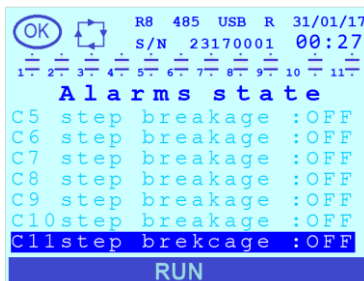 OK R8 485 USB R 31/01/17
S/N 23170001 00:27
1. 2. 3. 4. 5. 6. 7. 8. 9. 10 11
Alarms state
C5 step breakage :OFF
C6 step breakage :OFF
C7 step breakage :OFF
C8 step breakage :OFF
C9 step breakage :OFF
C10step breakage :OFF
C11step brekcage :OFF
RUN